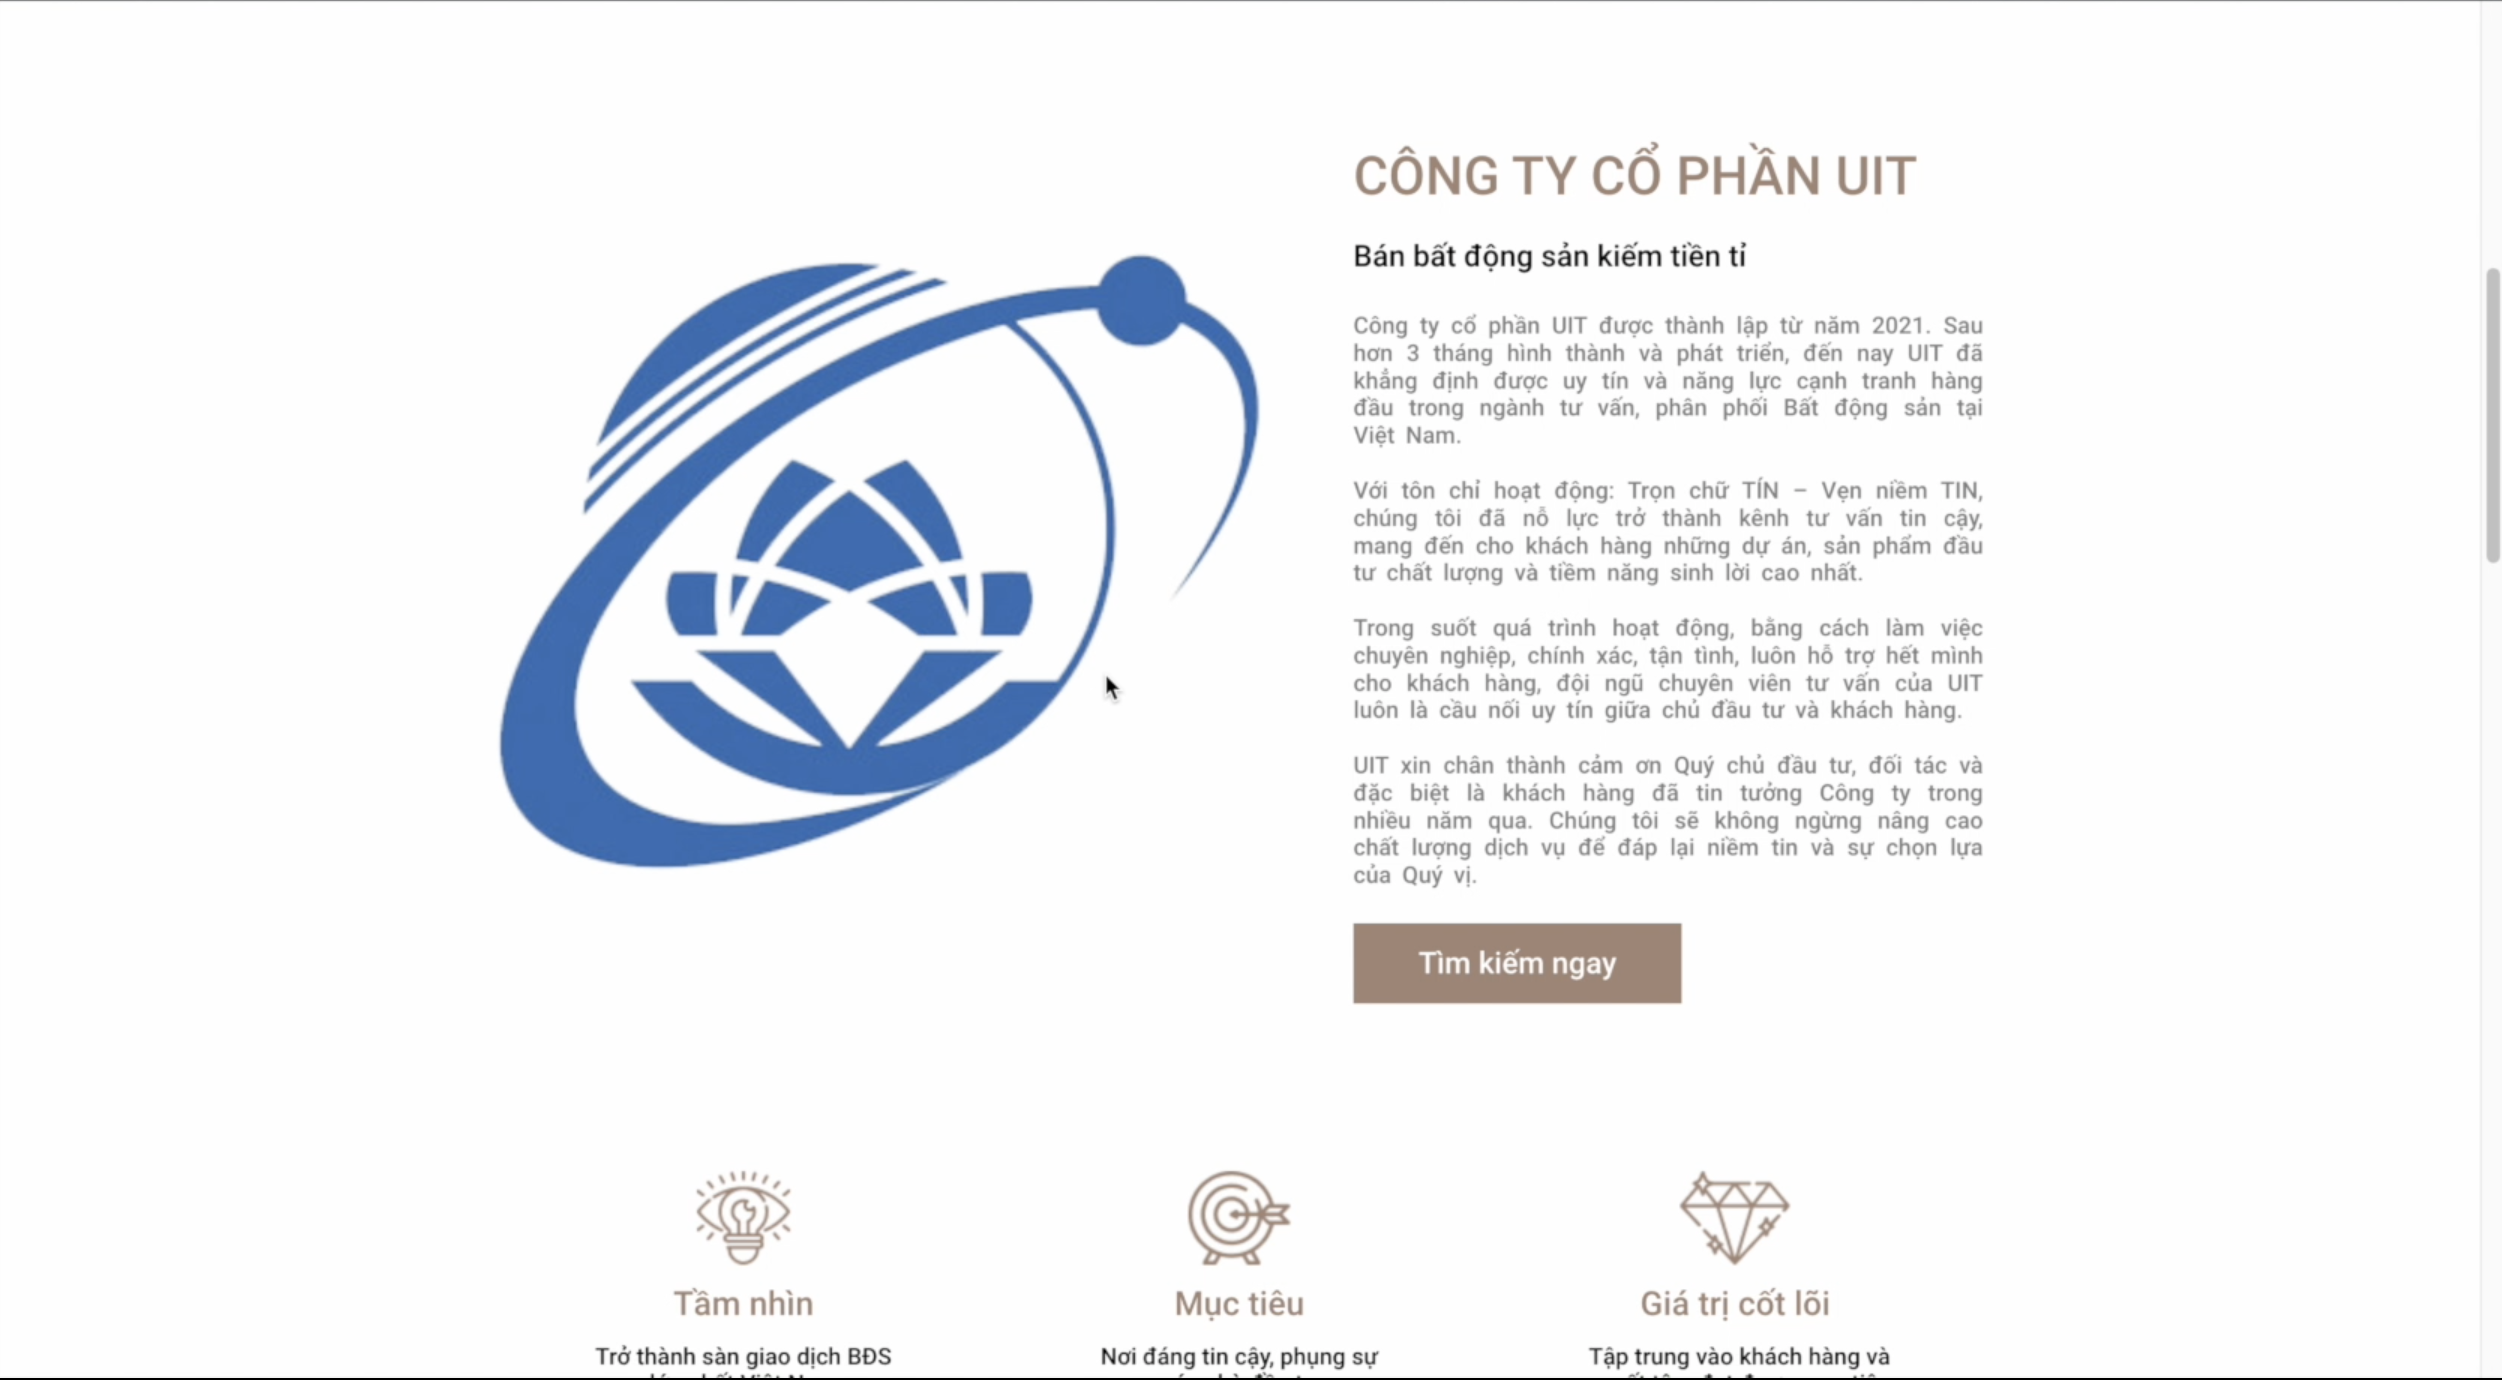 CÔNG TY CỔ PHẦN UIT
Bán bất động sản kiếm tiền tỉ
Công ty cổ phần UIT được thành lập từ năm 2021. Sau
hơn 3 tháng hình thành và phát triển, đến nay UIT đã
khẳng định được uy tín và năng lực cạnh tranh hàng
đầu trong ngành tư vấn, phân phối Bất động sản tại
Việt Nam.
Với tôn chỉ hoạt động: Trọn chữ TÍN – Vẹn niềm TIN,
chúng tôi đã nỗ lực trở thành kênh tư vấn tin cậy,
mang đến cho khách hàng những dự án, sản phẩm đầu
tư chất lượng và tiềm năng sinh lời cao nhất.
Trong suốt quá trình hoạt động, bằng cách làm việc
chuyên nghiệp, chính xác, tận tình, luôn hỗ trợ hết mình
cho khách hàng, đội ngũ chuyên viên tư vấn của UIT
luôn là cầu nối uy tín giữa chủ đầu tư và khách hàng.
UIT xin chân thành cảm ơn Quý chủ đầu tư, đối tác và
đặc biệt là khách hàng đã tin tưởng Công ty trong
nhiều năm qua. Chúng tôi sẽ không ngừng nâng cao
chất lượng dịch vụ để đáp lại niềm tin và sự chọn lựa
của Quý vị.
Tìm kiếm ngay
Tầm nhìn
Trở thành sàn giao dịch BĐS
Mục tiêu
Nơi đáng tin cậy, phụng sự
Giá trị cốt lõi
Tập trung vào khách hàng và